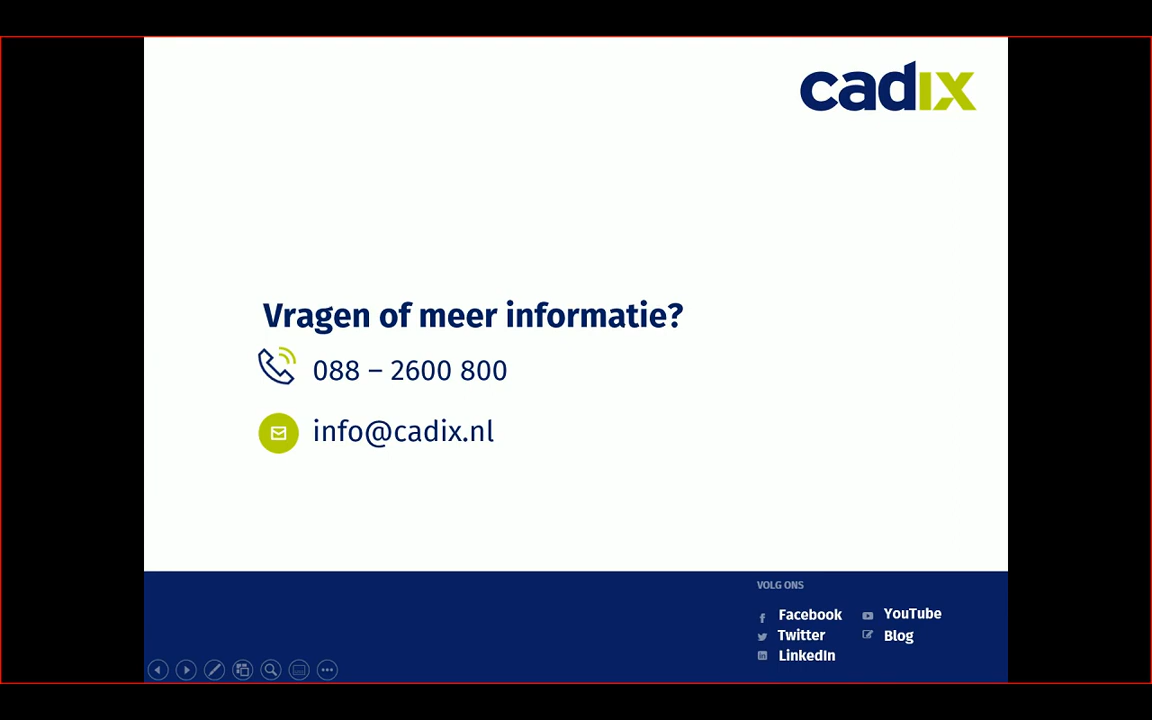 cadix
Vragen of meer informatie?
088 – 2600 800
info@cadix.nl
VOLG ONS
Facebook
Twitter
LinkedIn
YouTube
Blog